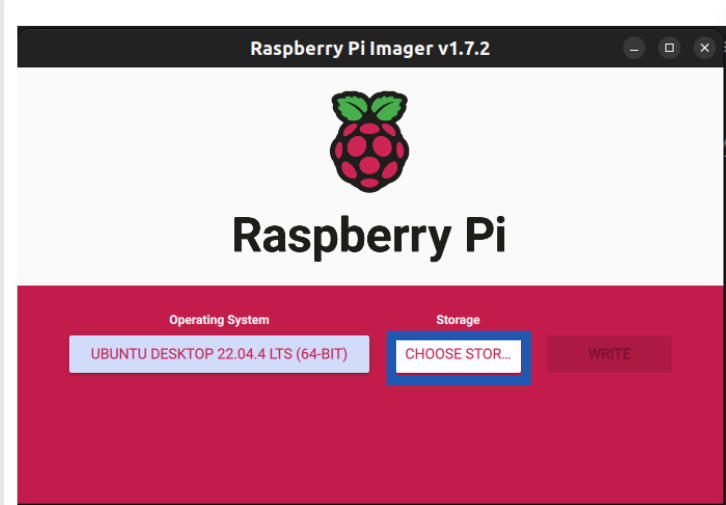 Raspberry Pi Imager v1.7.2
Raspberry Pi
Operating System
Storage
UBUNTU DESKTOP 22.04.4 LTS (64-BIT)
CHOOSE STOR...
WRITE